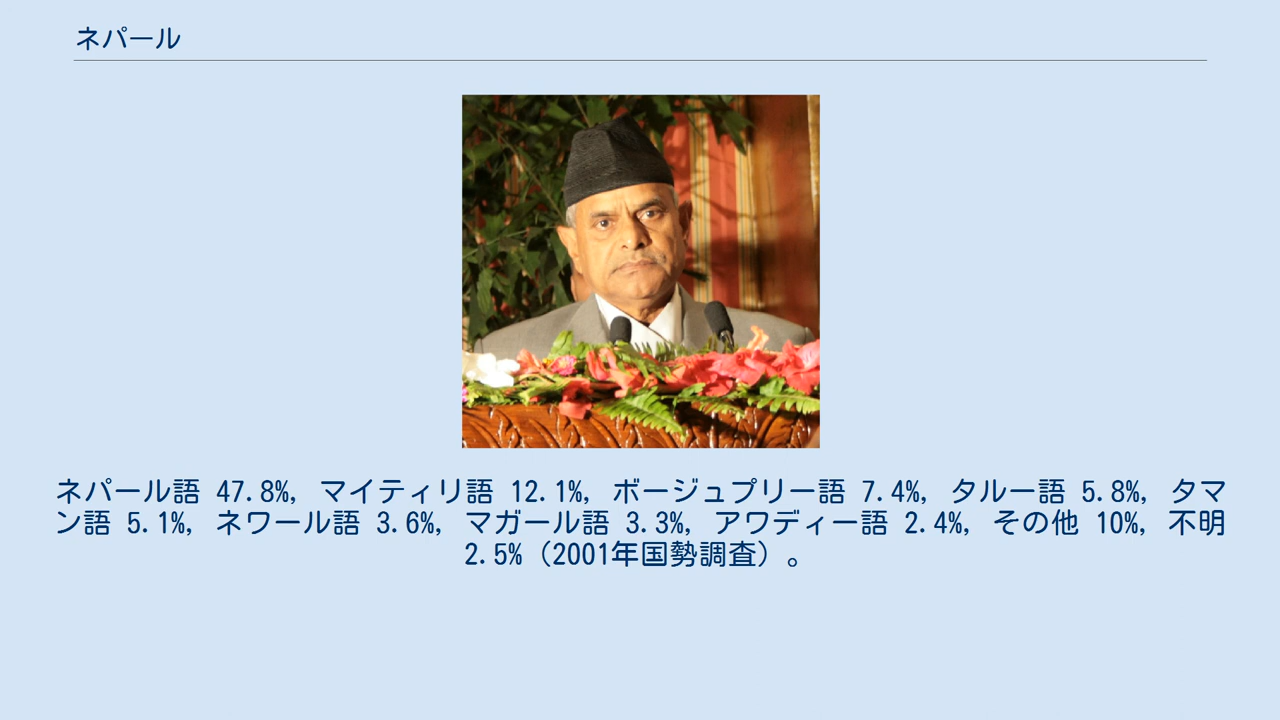 ネパール
ネパール語 47.8%, マイティリ語 12.1%, ボージュプリー語 7.4%, タルー語 5.8%, タマ
ン語 5.1%, ネワール語 3.6%, マガール語 3.3%, アワディー語 2.4%, その他 10%, 不明
2.5%（2001年国勢調査）。